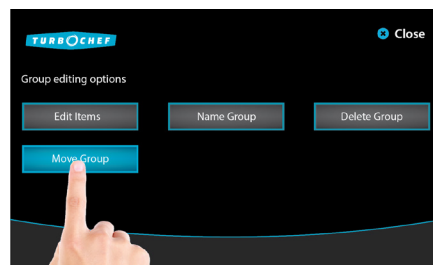 TURBOCHEF
Close
Group editing options
Edit Items
Name Group
Delete Group
Move Group